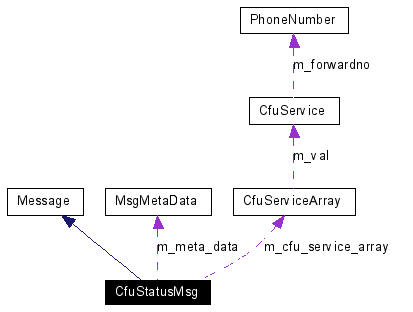 PhoneNumber
m_forwardno
CfuService
m_val
Message
MsgMetaData
CfuServiceArray
m_meta_data
m_cfu_service_array
CfuStatusMsg